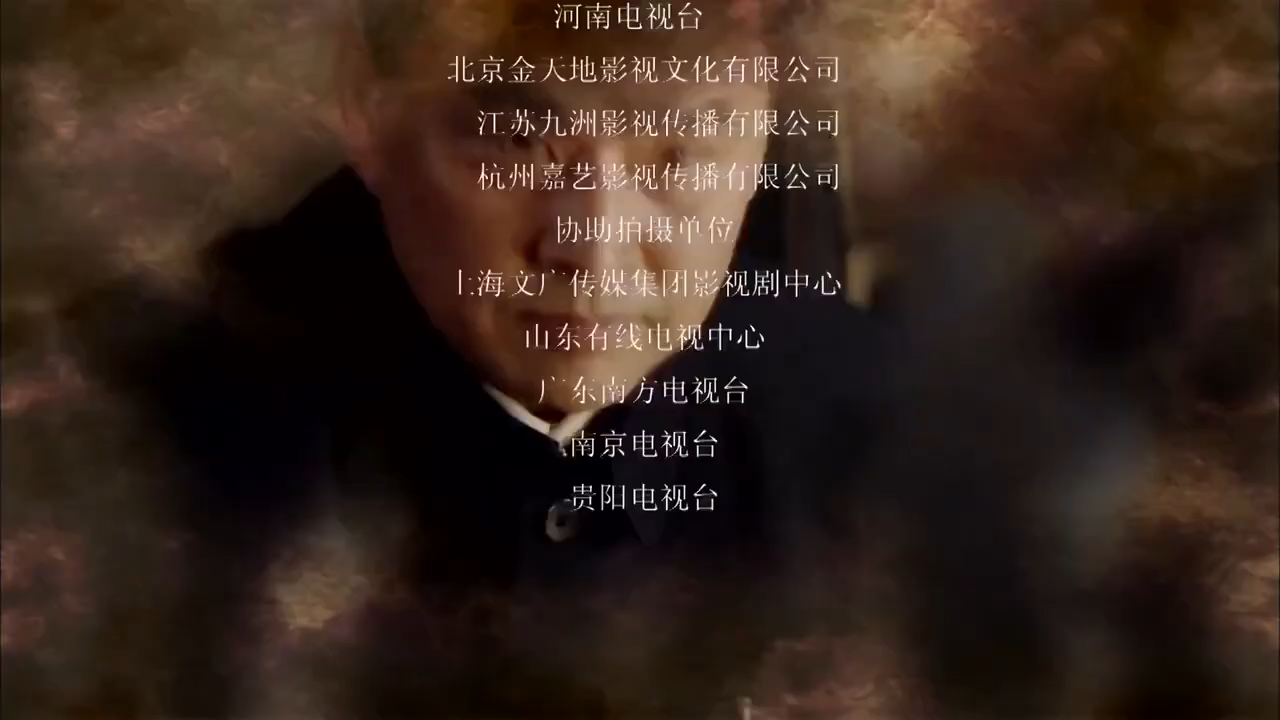 河南电视台
北京金天地影视文化有限公司
江苏九洲影视传播有限公司
杭州嘉艺影视传播有限公司
协助拍摄单位
上海文广传媒集团影视剧中心
山东有线电视中心
广东南方电视台
南京电视台
贵阳电视台